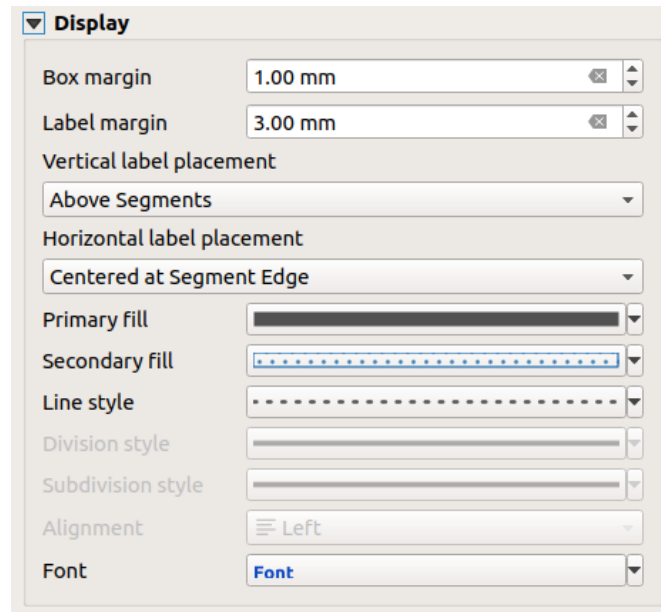 Display
Box margin 1.00 mm
Label margin 3.00 mm
Vertical label placement
Above Segments
Horizontal label placement
Centered at Segment Edge
Primary fill
Secondary fill
Line style
Division style
Subdivision style
Alignment Left
Font Font